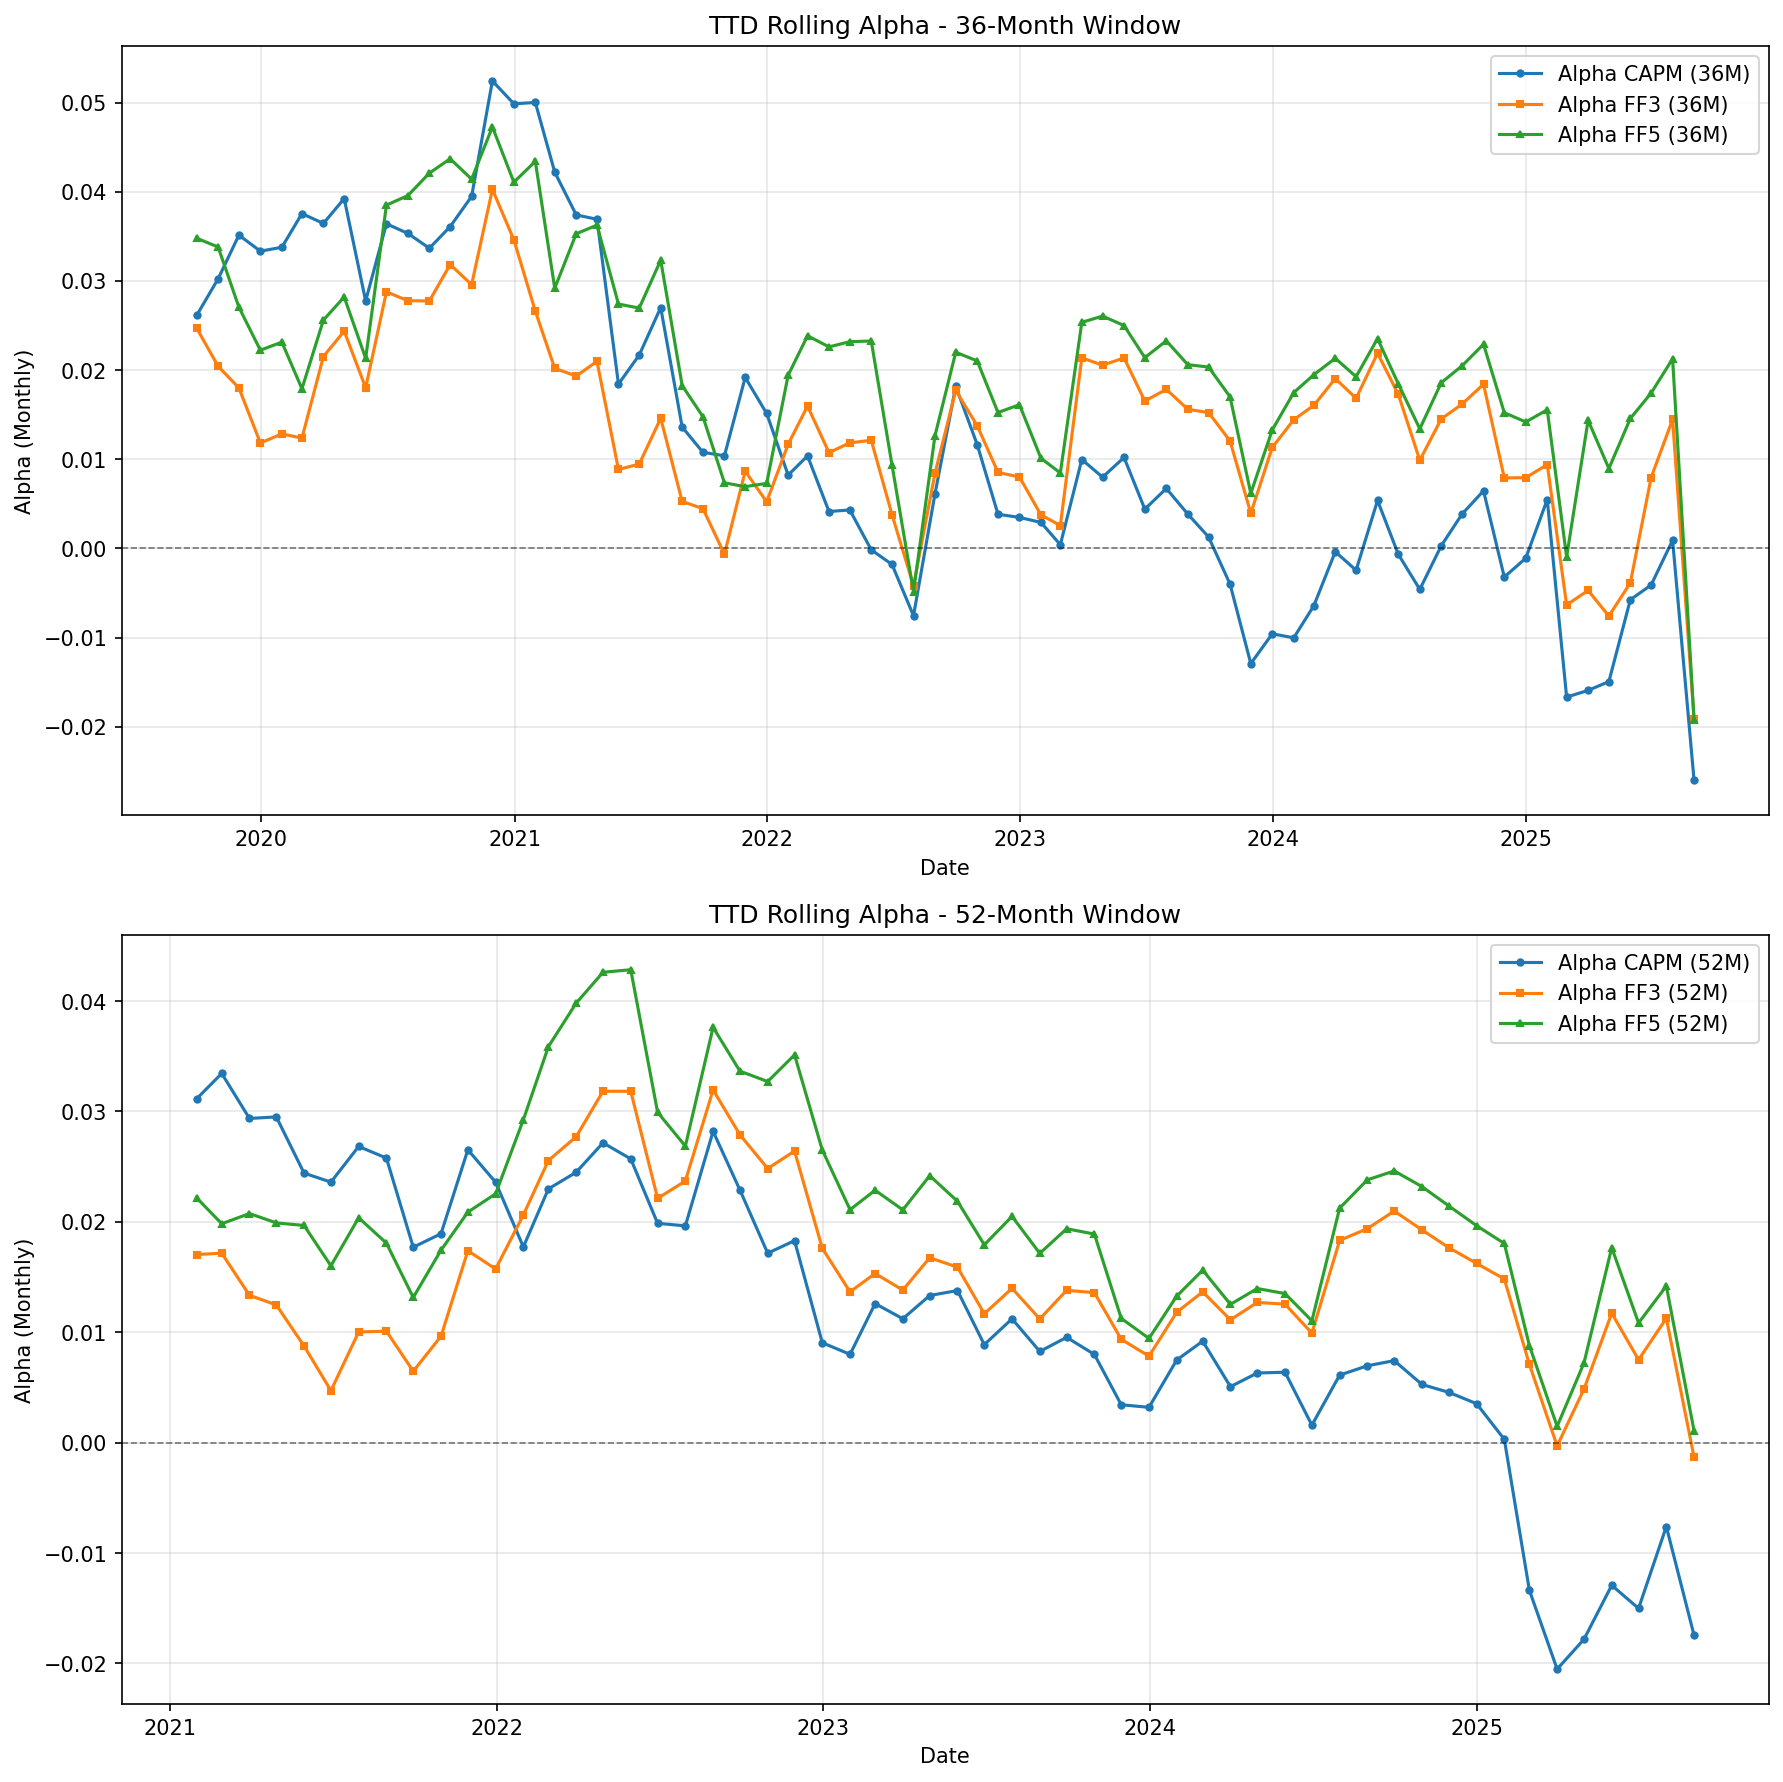 TTD Rolling Alpha - 36-Month Window
Alpha CAPM (36M)
Alpha FF3 (36M)
Alpha FF5 (36M)
Alpha (Monthly)
0.05
0.04
0.03
0.02
0.01
0.00
−0.01
−0.02
2020 2021 2022 2023 2024 2025
Date
TTD Rolling Alpha - 52-Month Window
Alpha CAPM (52M)
Alpha FF3 (52M)
Alpha FF5 (52M)
Alpha (Monthly)
0.04
0.03
0.02
0.01
0.00
−0.01
−0.02
2021 2022 2023 2024 2025
Date